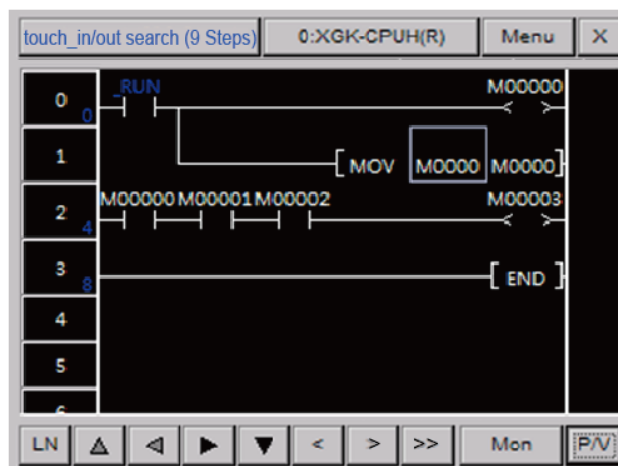 touch_in/out search (9 Steps) 0:XGK-CPUH(R) Menu X
_RUN M00000
0 0
1 MOV M0000 M0000
M00000 M00001 M00002 M00003
2 4
3 8 END
4
5
6
LN < > >> Mon P/V